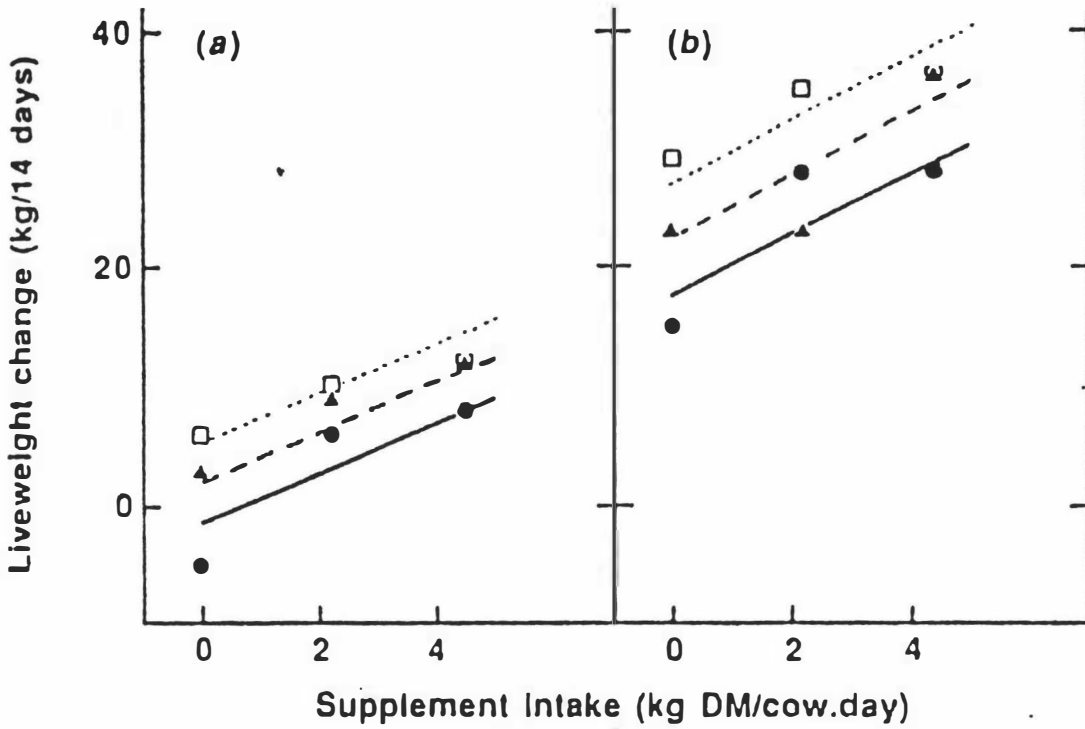 Liveweight change (kg/14 days)
40
20
0
(a)
(b)
0 2 4
0 2 4
Supplement Intake (kg DM/cow.day)